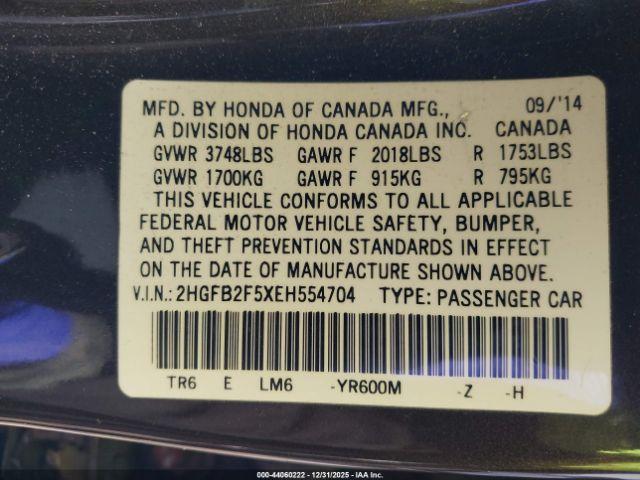 MFD. BY HONDA OF CANADA MFG., 09/'14
A DIVISION OF HONDA CANADA INC. CANADA
GVWR 3748LBS GAWR F 2018LBS R 1753LBS
GVWR 1700KG GAWR F 915KG R 795KG
THIS VEHICLE CONFORMS TO ALL APPLICABLE
FEDERAL MOTOR VEHICLE SAFETY, BUMPER,
AND THEFT PREVENTION STANDARDS IN EFFECT
ON THE DATE OF MANUFACTURE SHOWN ABOVE.
V.I.N.: 2HGFB2F5XEH554704 TYPE: PASSENGER CAR
TR6 E LM6 -YR600M -Z -H
000-44060222 - 12/31/2025 - IAA Inc.